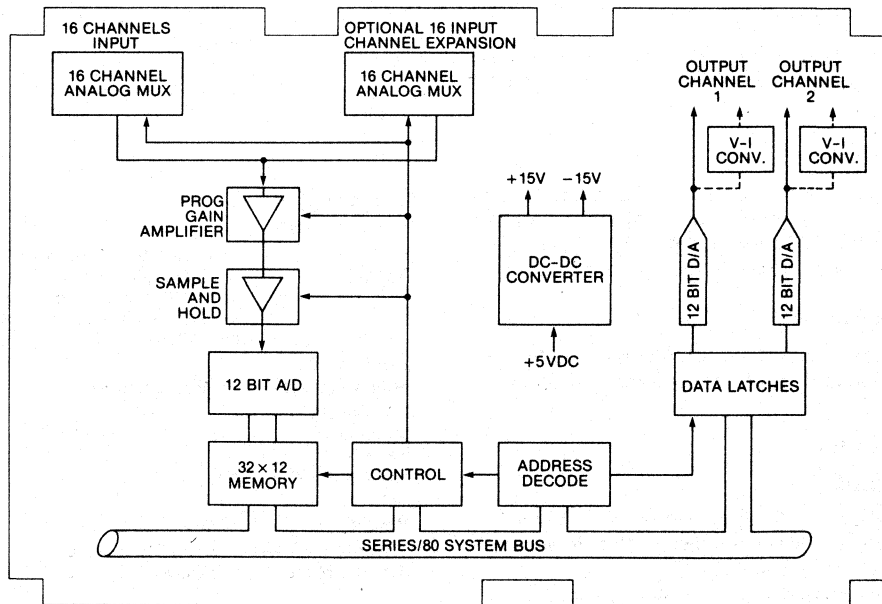 16 CHANNELS
INPUT
16 CHANNEL
ANALOG MUX
OPTIONAL 16 INPUT
CHANNEL EXPANSION
16 CHANNEL
ANALOG MUX
OUTPUT
CHANNEL
1
OUTPUT
CHANNEL
2
V-I
CONV.
V-I
CONV.
PROG
GAIN
AMPLIFIER
+15V
-15V
DC-DC
CONVERTER
+5VDC
12 BIT D/A
12 BIT D/A
SAMPLE
AND
HOLD
12 BIT A/D
DATA LATCHES
32 × 12
MEMORY
CONTROL
ADDRESS
DECODE
SERIES/80 SYSTEM BUS